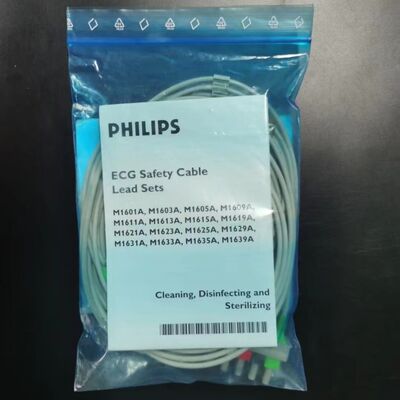 PHILIPS
ECG Safety Cable
Lead Sets
M1601A, M1603A, M1605A, M1609A,
M1611A, M1613A, M1615A, M1619A,
M1621A, M1623A, M1625A, M1629A,
M1631A, M1633A, M1635A, M1639A
Cleaning, Disinfecting and
Sterilizing